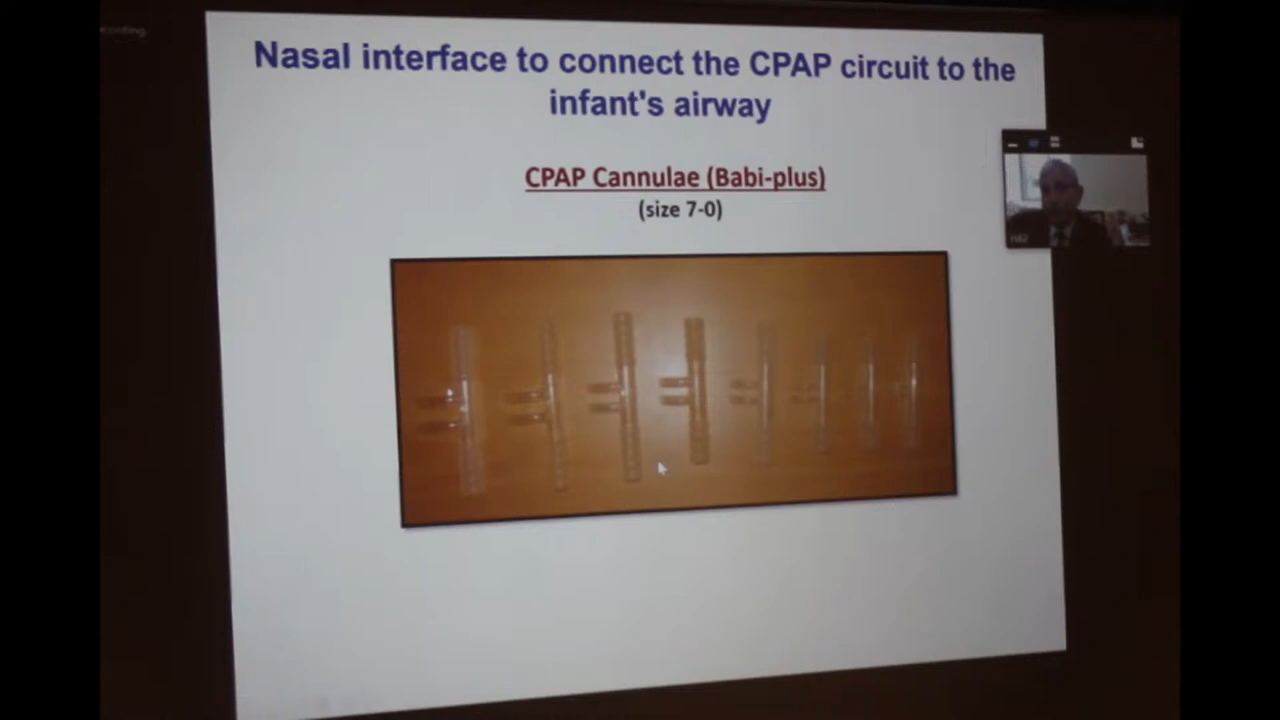 Nasal interface to connect the CPAP circuit to the
infant's airway
CPAP Cannulae (Babi-plus)
(size 7-0)